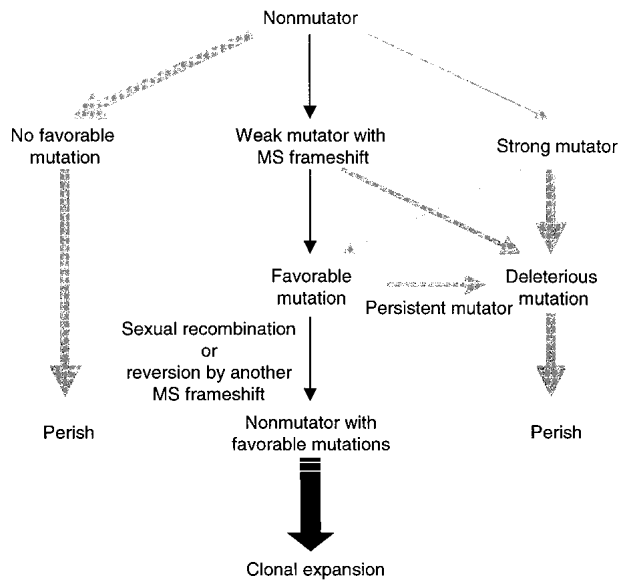 Nonmutator
No favorable
mutation
Weak mutator with
MS frameshift
Strong mutator
Favorable
mutation
Persistent mutator
Deleterious
mutation
Sexual recombination
or
reversion by another
MS frameshift
Perish
Nonmutator with
favorable mutations
Perish
Clonal expansion